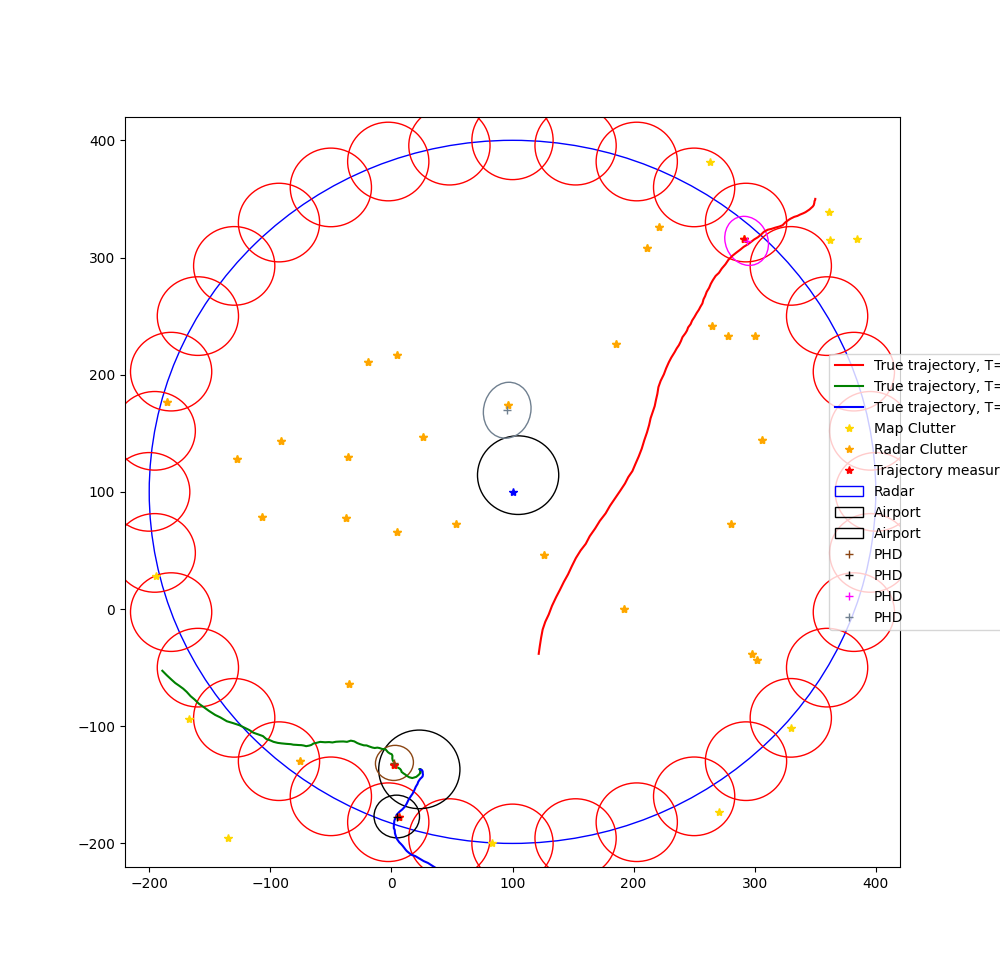 400
300
200
100
0
−100
−200
−200
−100
0
100
200
300
400
True trajectory, T=
True trajectory, T=
True trajectory, T=
Map Clutter
Radar Clutter
Trajectory measur
Radar
Airport
Airport
PHD
PHD
PHD
PHD